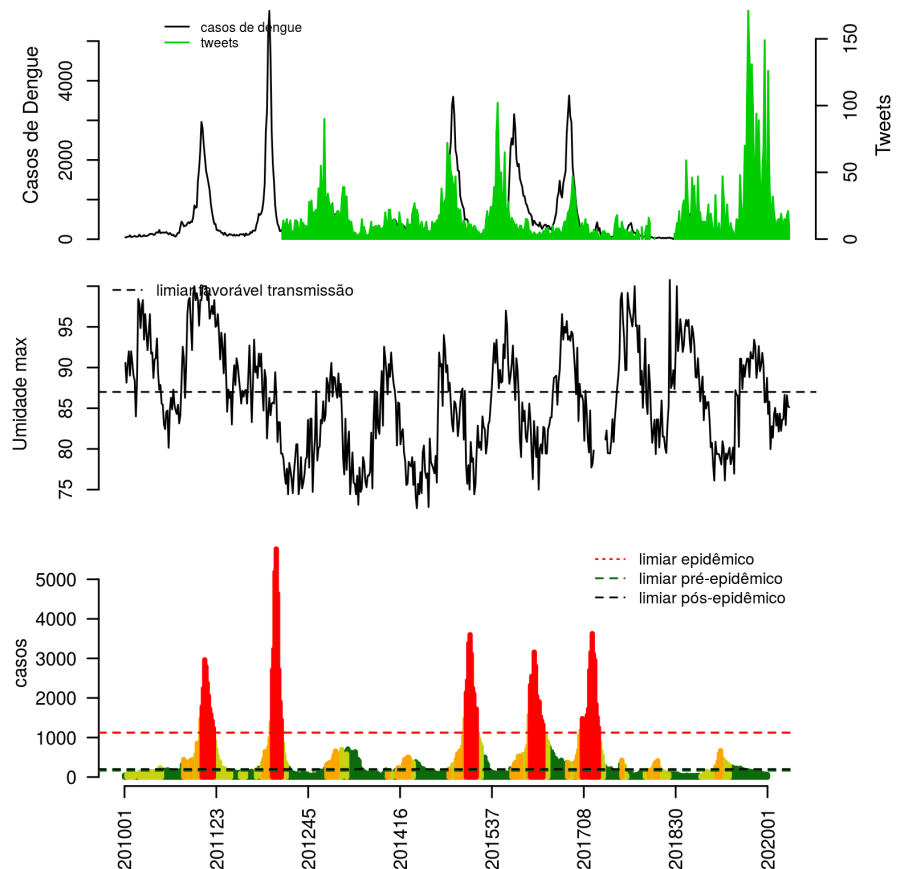 casos de dengue
tweets
Casos de Dengue
0
2000
4000
Tweets
0
50
100
150
limiar favorável transmissão
Umidade max
75
80
85
90
95
limiar epidêmico
limiar pré-epidêmico
limiar pós-epidêmico
casos
5000
4000
3000
2000
1000
0
201001
201123
201245
201416
201537
201708
201830
202001